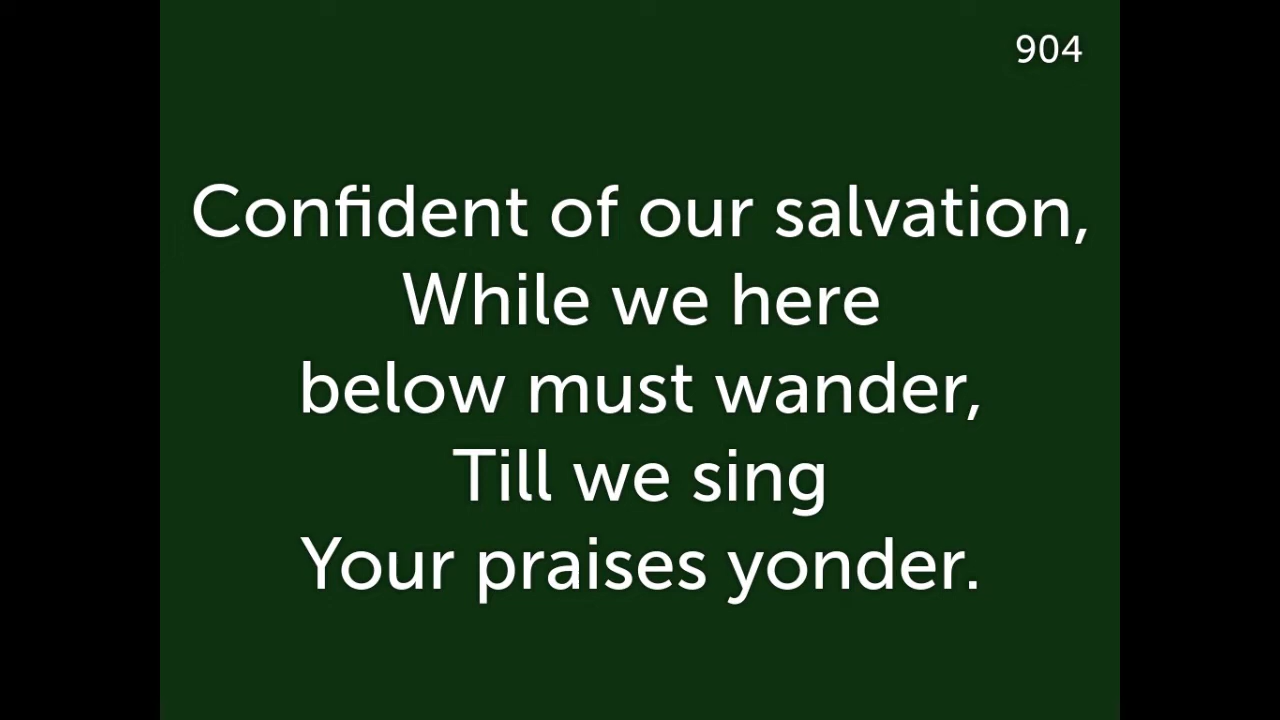 904
Confident of our salvation,
While we here
below must wander,
Till we sing
Your praises yonder.